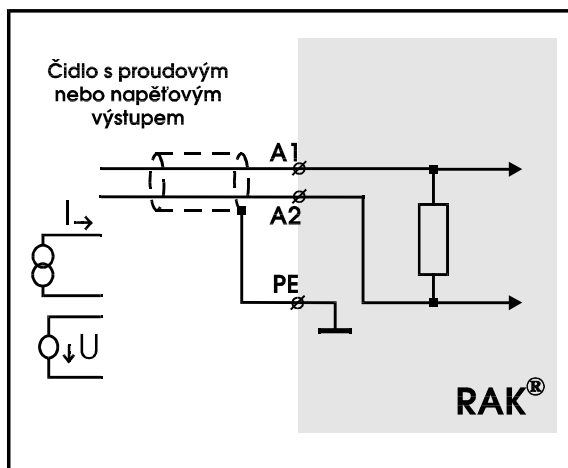 Čidlo s proudovým
nebo napěťovým
výstupem
A1
A2
I
PE
U
RAK®